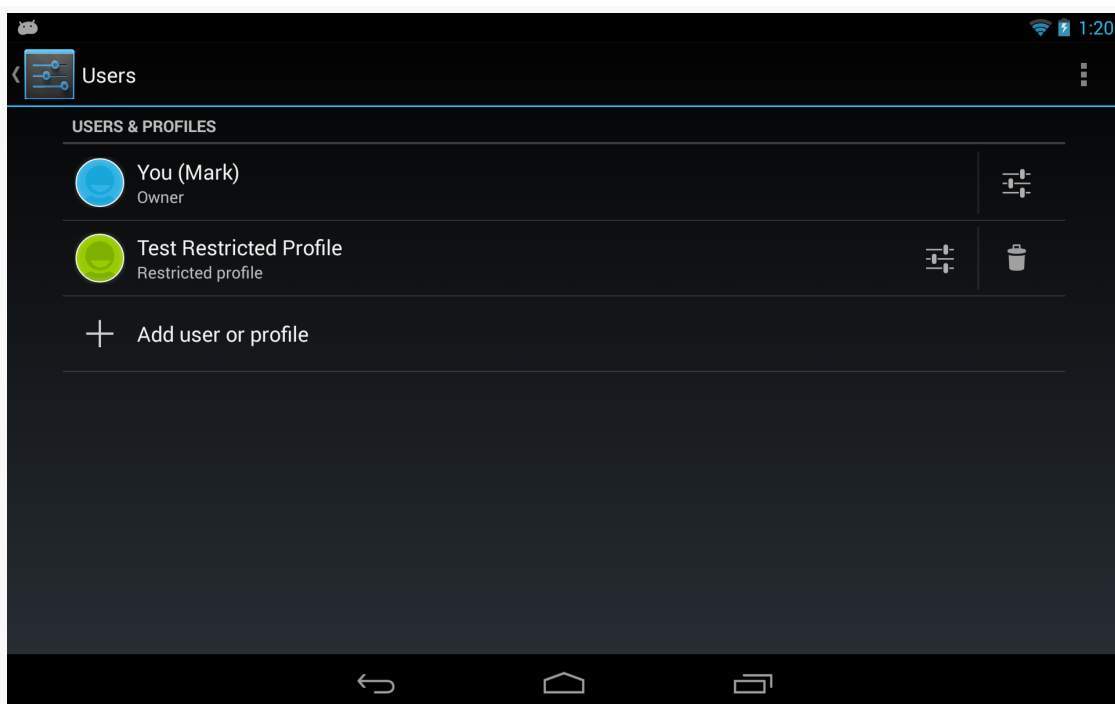 1:20
Users
USERS & PROFILES
You (Mark)
Owner
Test Restricted Profile
Restricted profile
Add user or profile